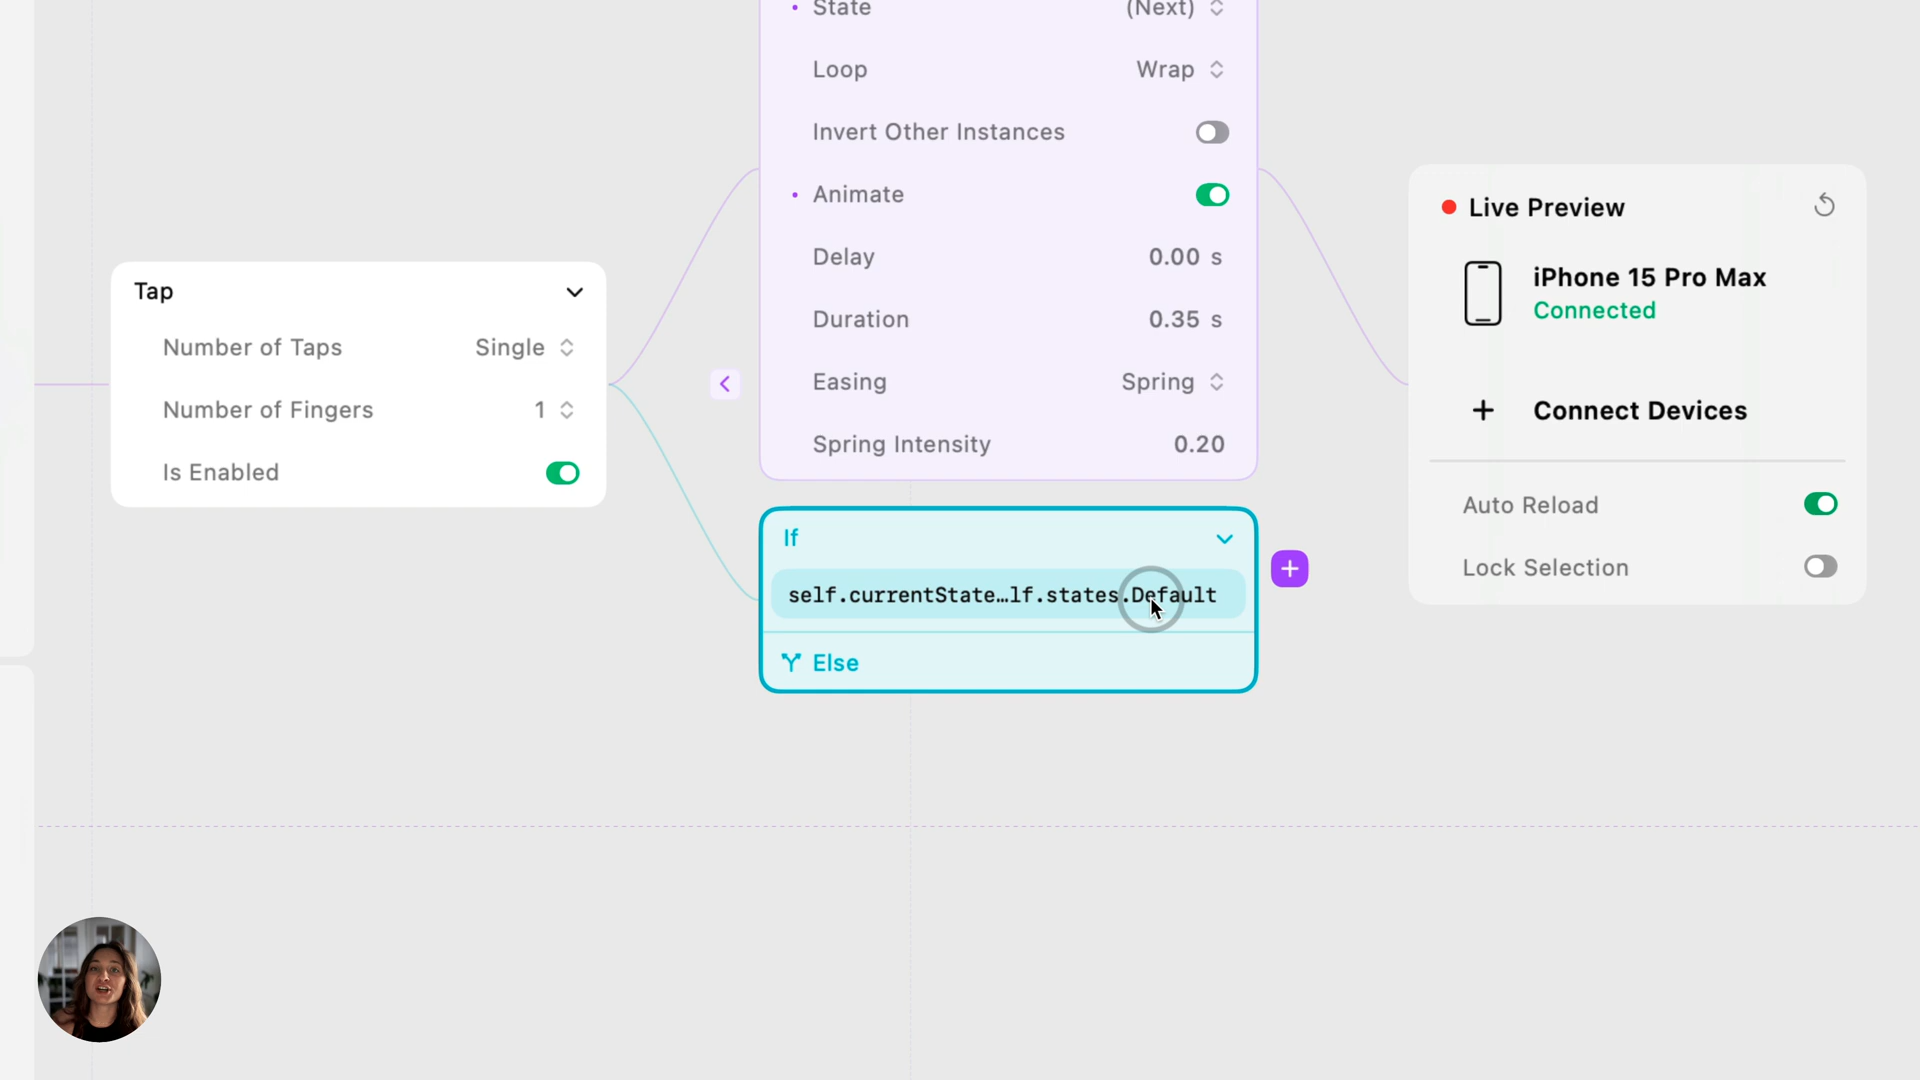 State (Next)
Loop Wrap
Invert Other Instances
Animate
Delay 0.00 s
Duration 0.35 s
Easing Spring
Spring Intensity 0.20
Tap
Number of Taps Single
Number of Fingers 1
Is Enabled
If
self.currentState…lf.states.Default
Else
Live Preview
iPhone 15 Pro Max
Connected
Connect Devices
Auto Reload
Lock Selection